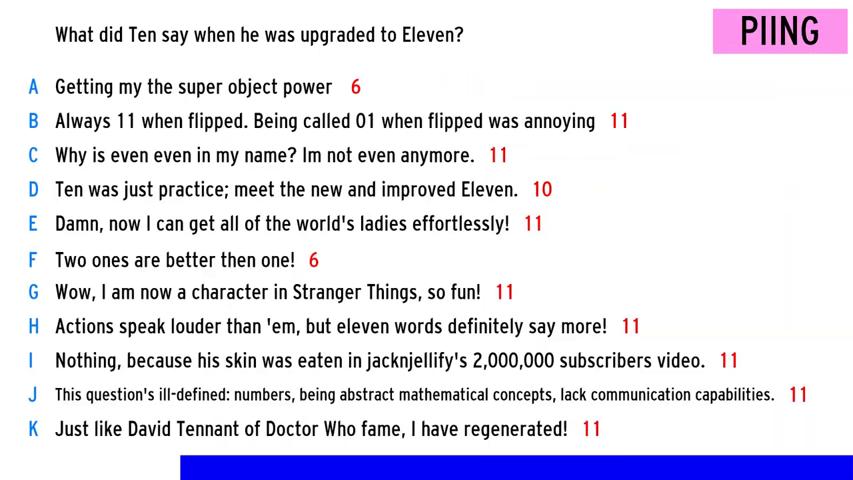 PIING
What did Ten say when he was upgraded to Eleven?
A Getting my the super object power 6
B Always 11 when flipped. Being called 01 when flipped was annoying 11
C Why is even even in my name? Im not even anymore. 11
D Ten was just practice; meet the new and improved Eleven. 10
E Damn, now I can get all of the world's ladies effortlessly! 11
F Two ones are better then one! 6
G Wow, I am now a character in Stranger Things, so fun! 11
H Actions speak louder than 'em, but eleven words definitely say more! 11
I Nothing, because his skin was eaten in jacknjellify's 2,000,000 subscribers video. 11
J This question's ill-defined: numbers, being abstract mathematical concepts, lack communication capabilities. 11
K Just like David Tennant of Doctor Who fame, I have regenerated! 11